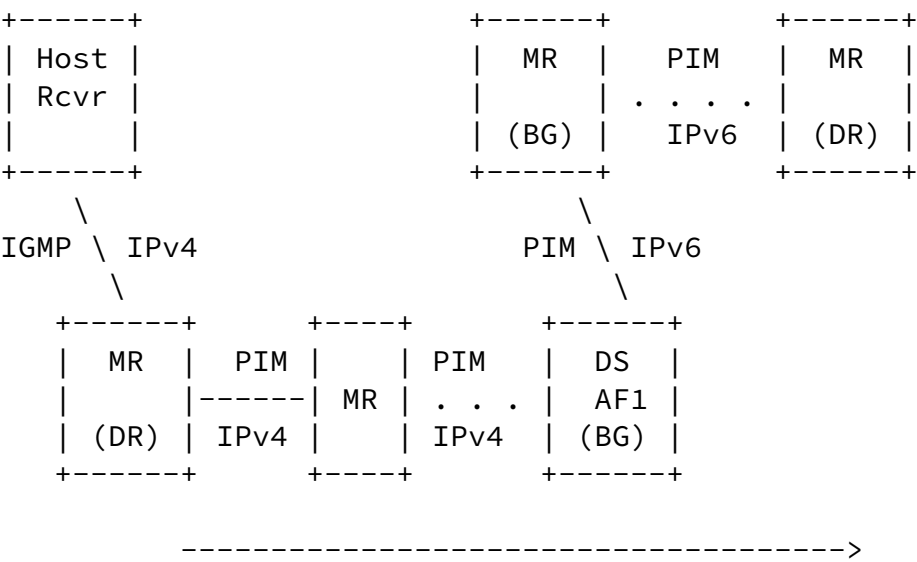 +------+                   +------+          +------+
| Host |                   |  MR  |   PIM    |  MR  |
| Rcvr |                   |      | . . . .  |      |
|      |                   | (BG) |   IPv6   | (DR) |
+------+                   +------+          +------+
    \                            \
IGMP \ IPv4                   PIM \ IPv6
      \                            \
   +------+      +----+       +------+
   |  MR  |  PIM |    | PIM   |  DS  |
   |      |------| MR | . . . |  AF1 |
   | (DR) | IPv4 |    | IPv4  | (BG) |
   +------+      +----+       +------+
          ------------------------------------->